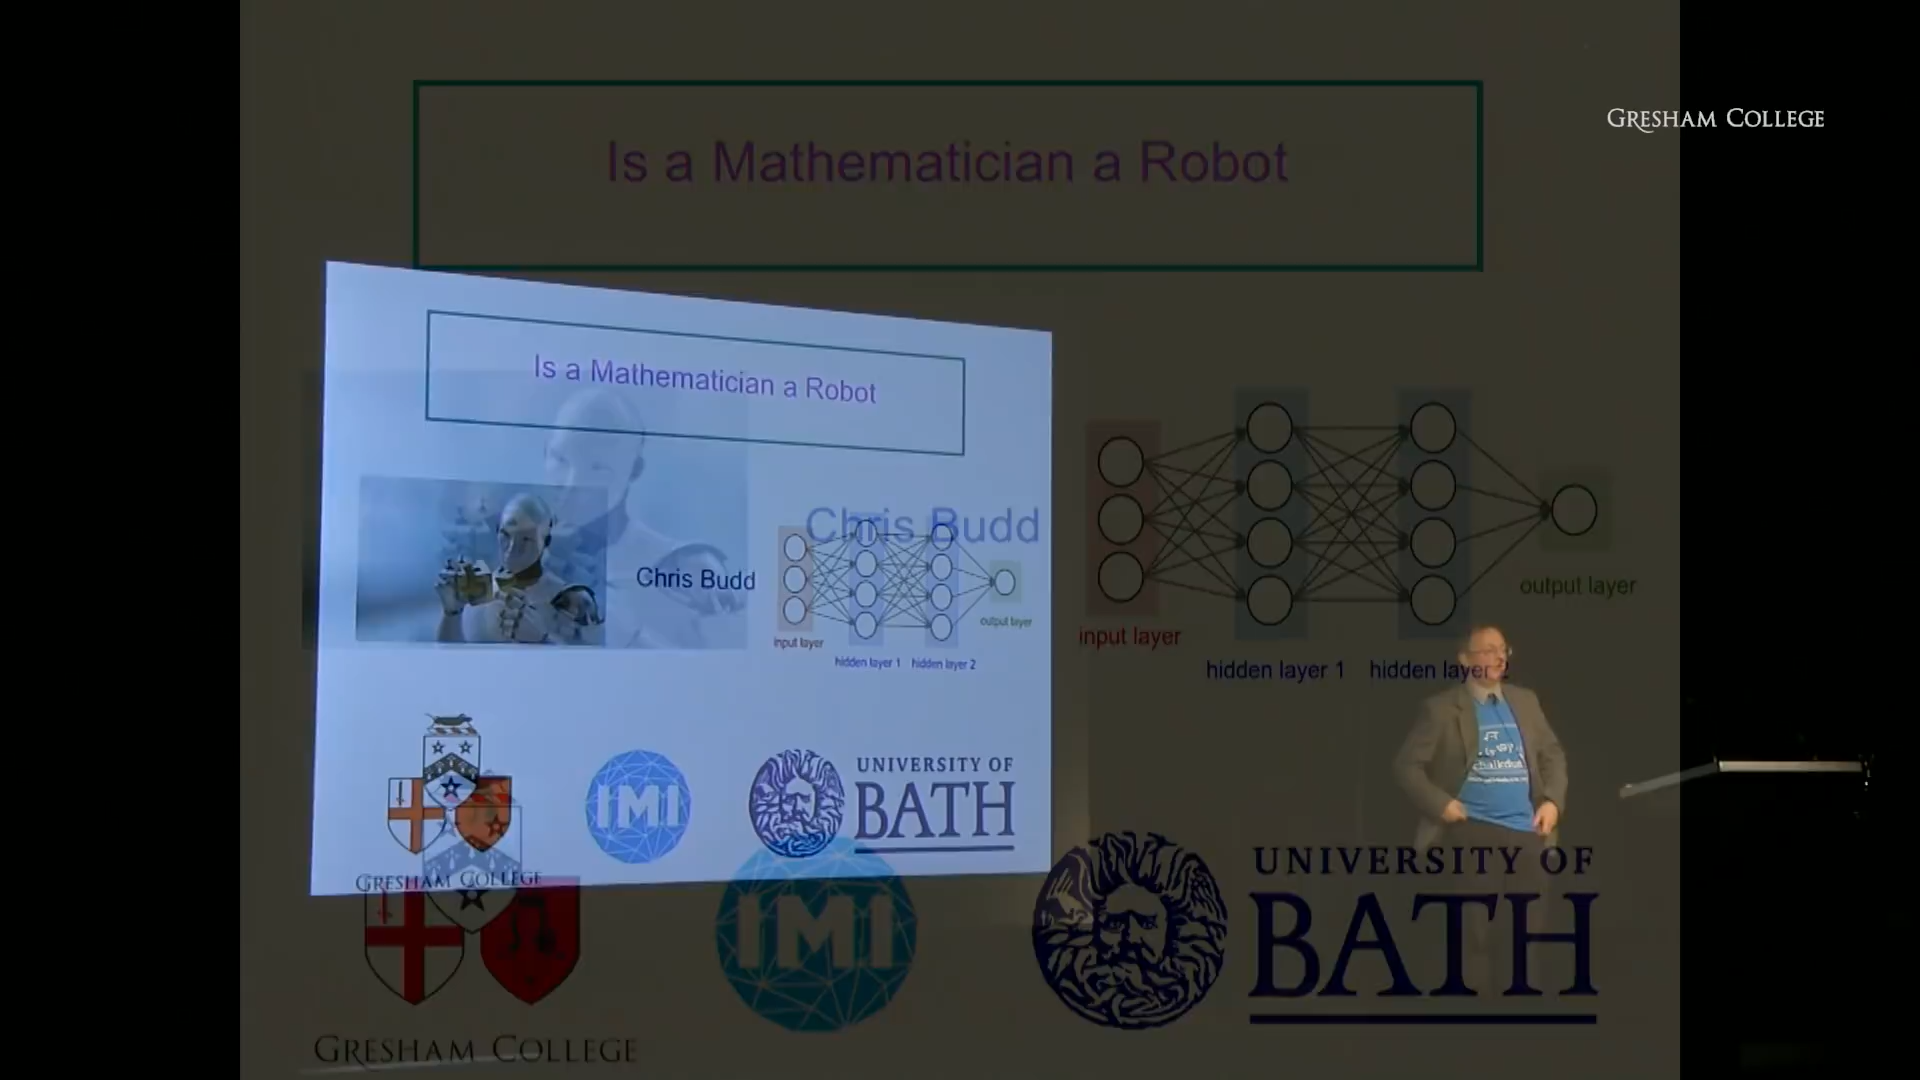 GRESHAM COLLEGE
Is a Mathematician a Robot
Is a Mathematician a Robot
Chris Budd
Chris Budd
input layer
hidden layer 1 hidden layer 2
output layer
input layer
hidden layer 1 hidden layer 2
output layer
GRESHAM COLLEGE
IMI
UNIVERSITY OF
BATH
GRESHAM COLLEGE
IMI
UNIVERSITY OF
BATH